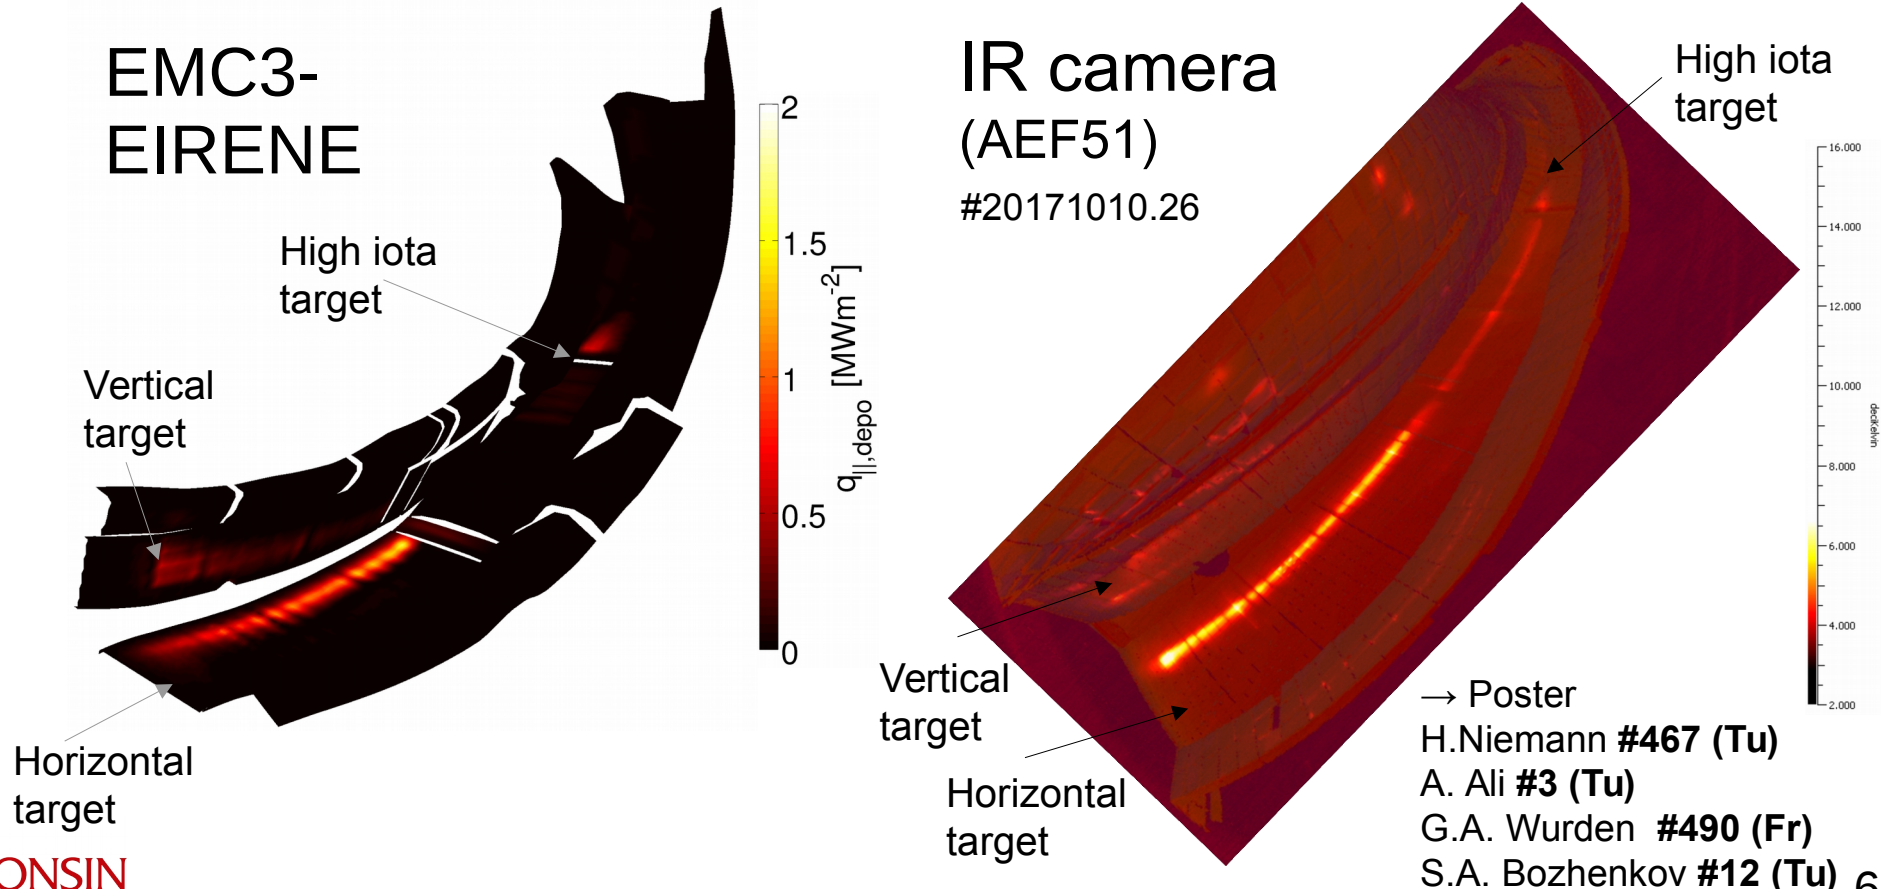 EMC3-
EIRENE
High iota
target
Vertical
target
Horizontal
target
2
1.5
1
0.5
0
q||,depo [MWm-2]
IR camera
(AEF51)
#20171010.26
High iota
target
Vertical
target
Horizontal
target
16.000
14.000
12.000
10.000
8.000
6.000
4.000
2.000
deciKelvin
→ Poster
H.Niemann #467 (Tu)
A. Ali #3 (Tu)
G.A. Wurden #490 (Fr)
S.A. Bozhenkov #12 (Tu)
6
ONSIN